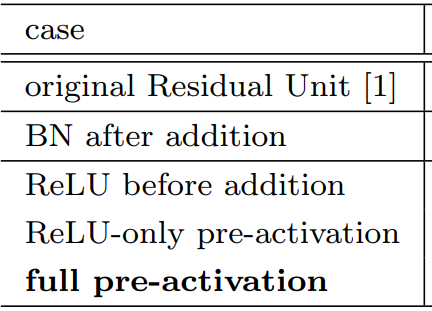 case
original Residual Unit [1]
BN after addition
ReLU before addition
ReLU-only pre-activation
full pre-activation